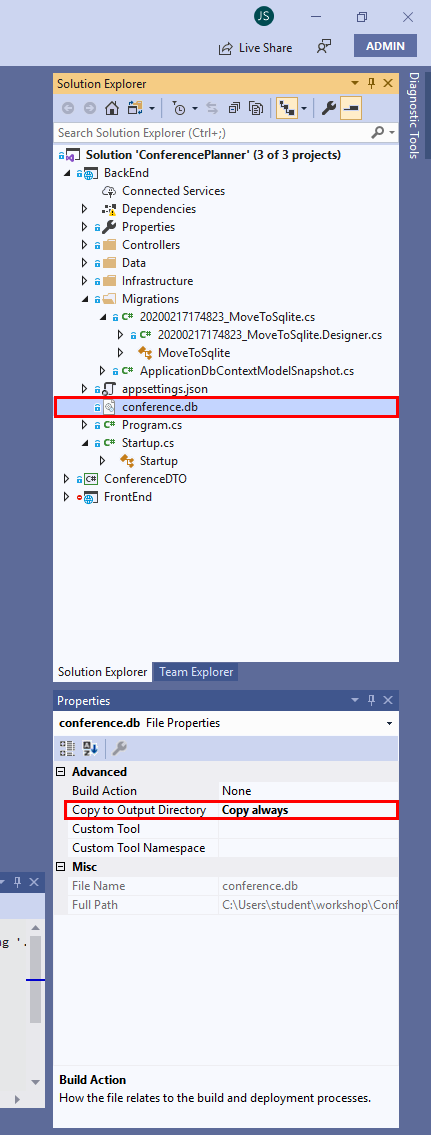 JS
Live Share
ADMIN
Solution Explorer
Diagnostic Tools
Search Solution Explorer (Ctrl+;)
Solution 'ConferencePlanner' (3 of 3 projects)
BackEnd
Connected Services
Dependencies
Properties
Controllers
Data
Infrastructure
Migrations
C# 20200217174823_MoveToSqlite.cs
C# 20200217174823_MoveToSqlite.Designer.cs
MoveToSqlite
C# ApplicationDbContextModelSnapshot.cs
appsettings.json
conference.db
C# Program.cs
C# Startup.cs
Startup
C# ConferenceDTO
FrontEnd
Solution Explorer Team Explorer
Properties
conference.db File Properties
Advanced
Build Action None
Copy to Output Directory Copy always
Custom Tool
Custom Tool Namespace
Misc
File Name conference.db
Full Path C:\Users\student\workshop\Conf
ng '.
Build Action
How the file relates to the build and deployment processes.